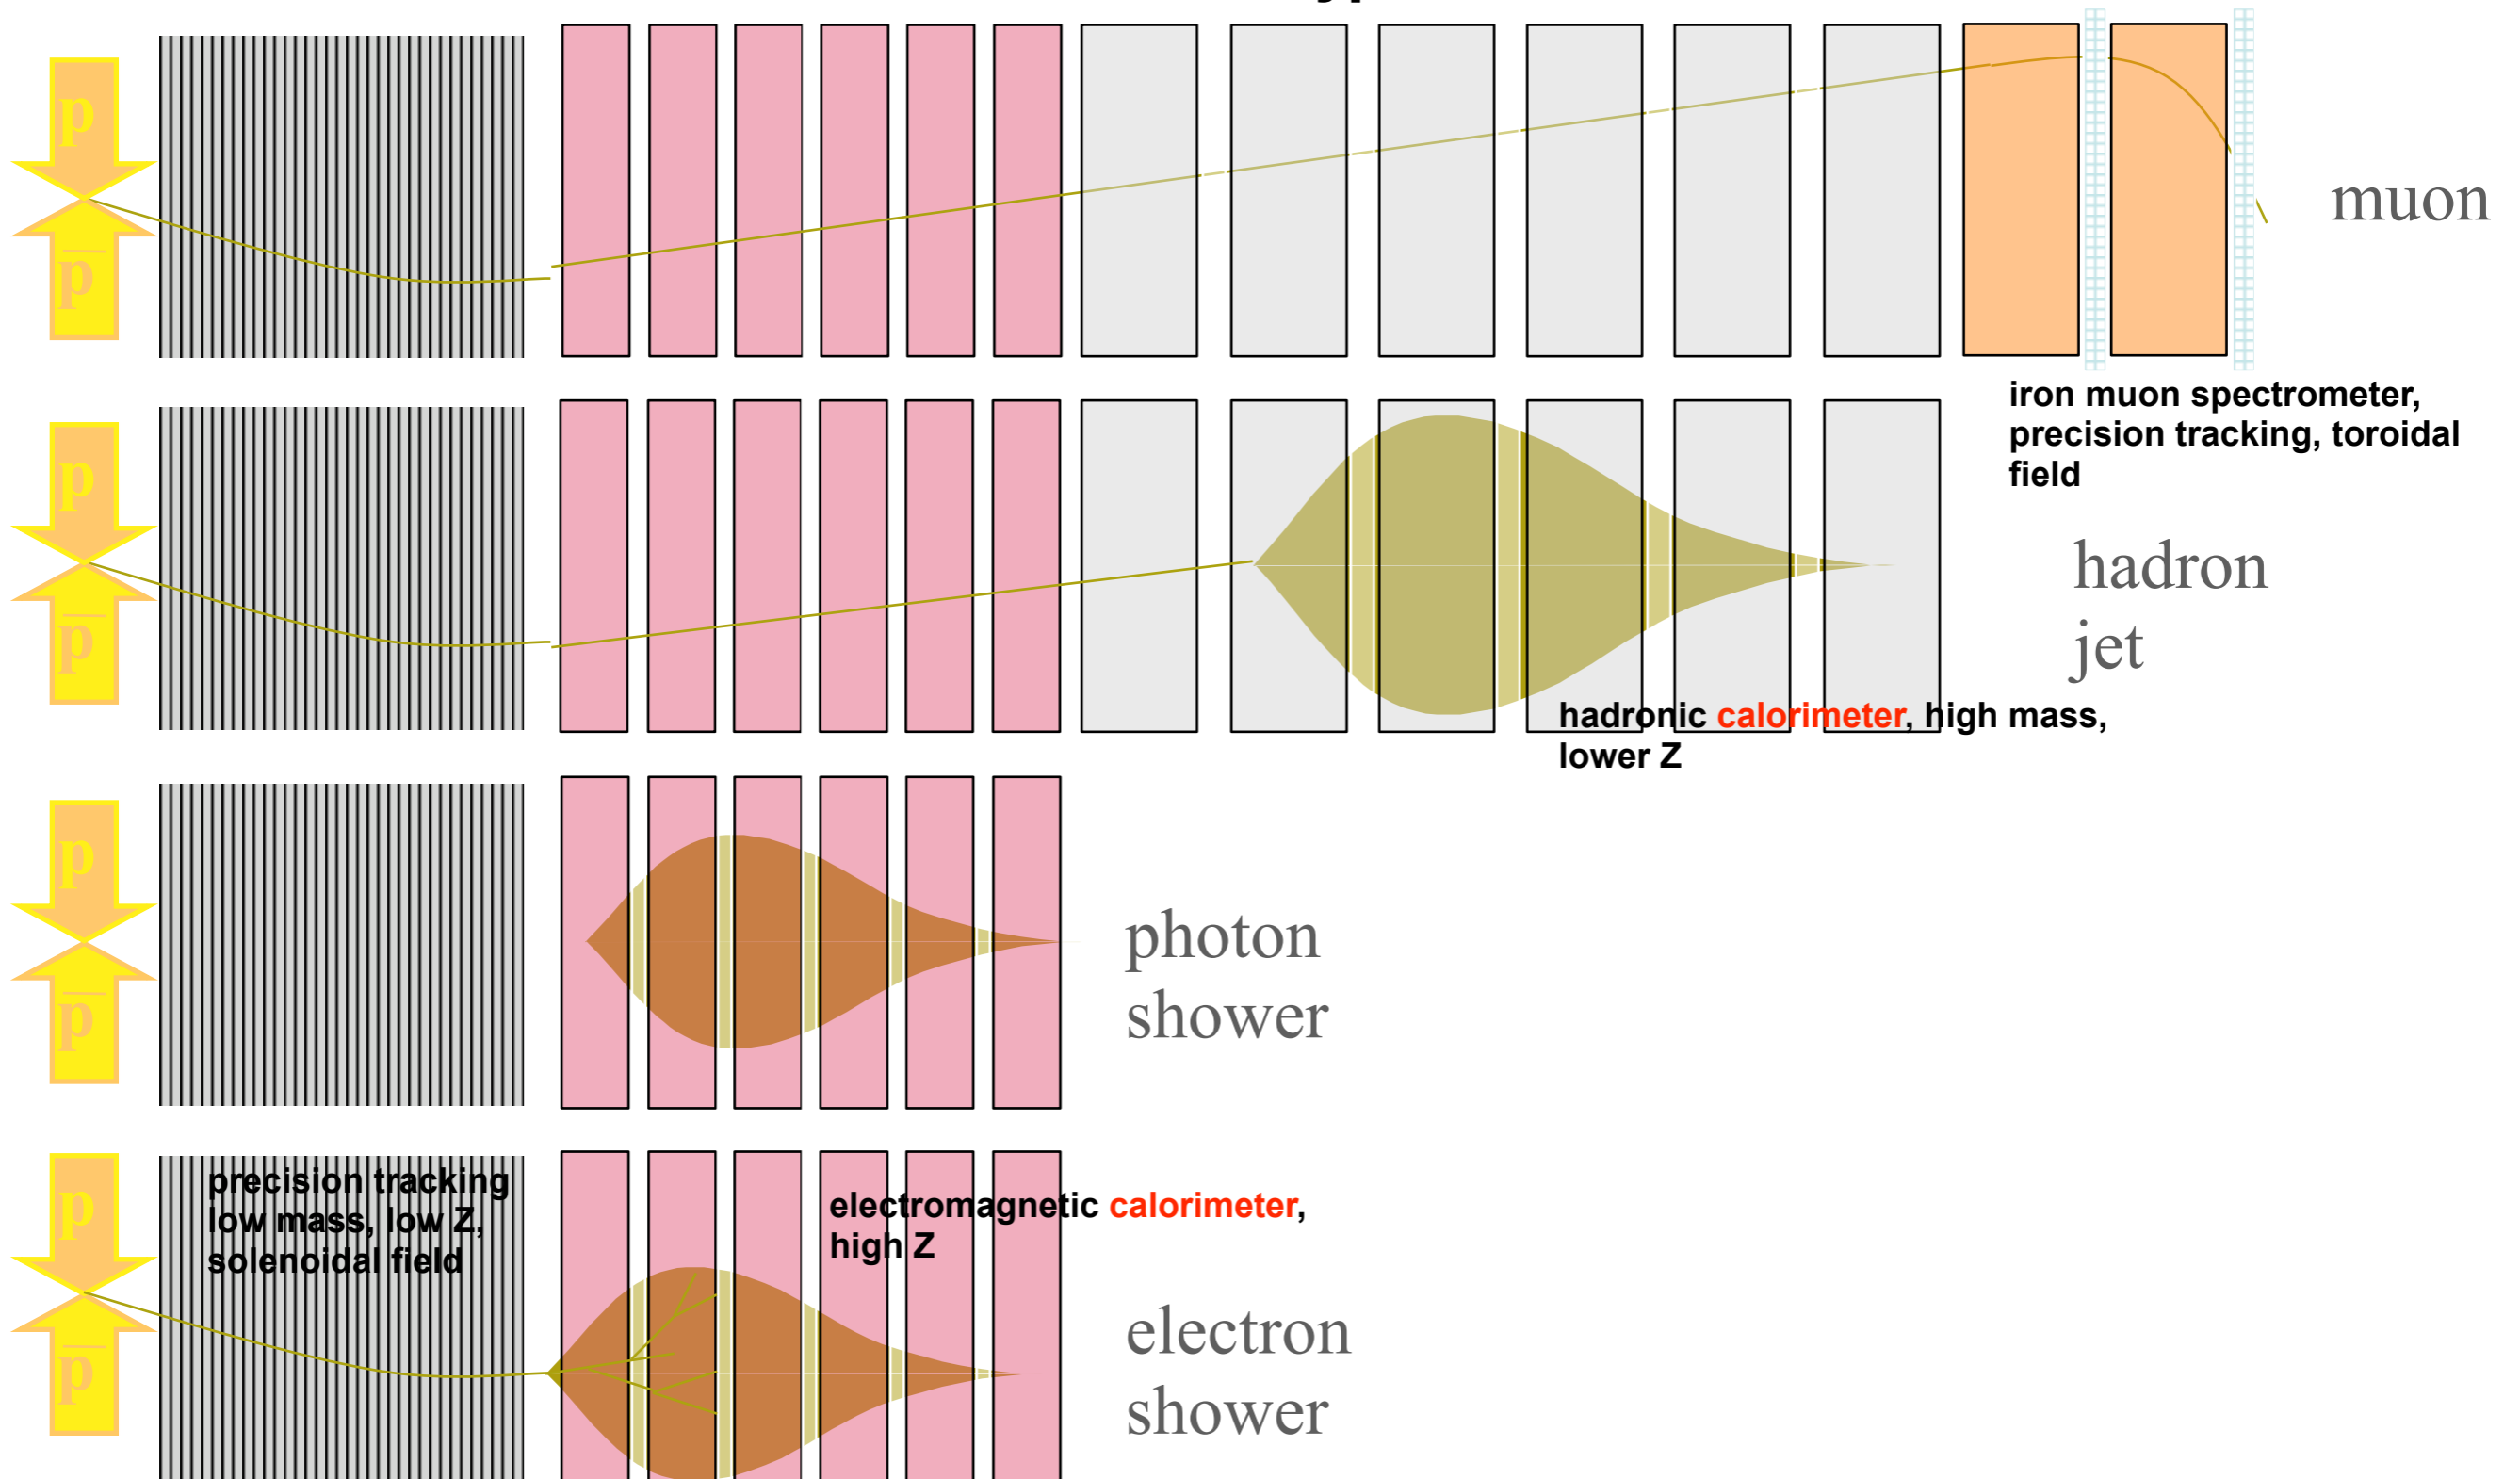 p
p̅
muon
iron muon spectrometer,
precision tracking, toroidal
field
p
p̅
hadron
jet
hadronic calorimeter, high mass,
lower Z
p
p̅
photon
shower
p
p̅
precision tracking
low mass, low Z,
solenoidal field
electromagnetic calorimeter,
high Z
electron
shower